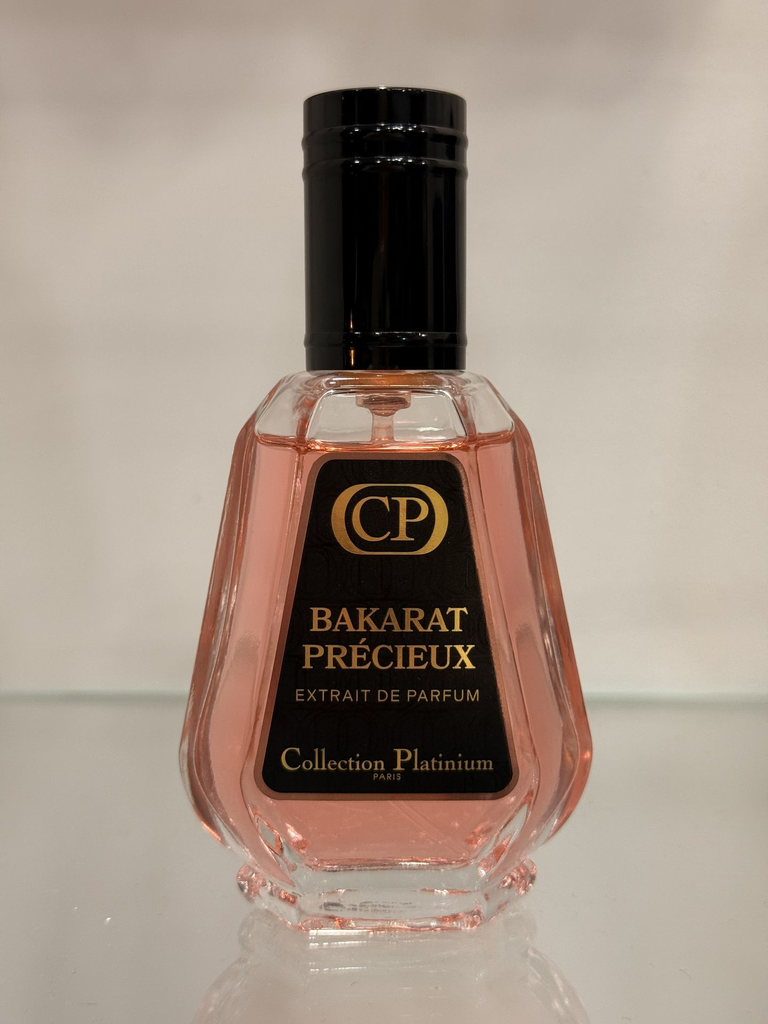 CP
BAKARAT
PRÉCIEUX
EXTRAIT DE PARFUM
Collection Platinium
PARIS